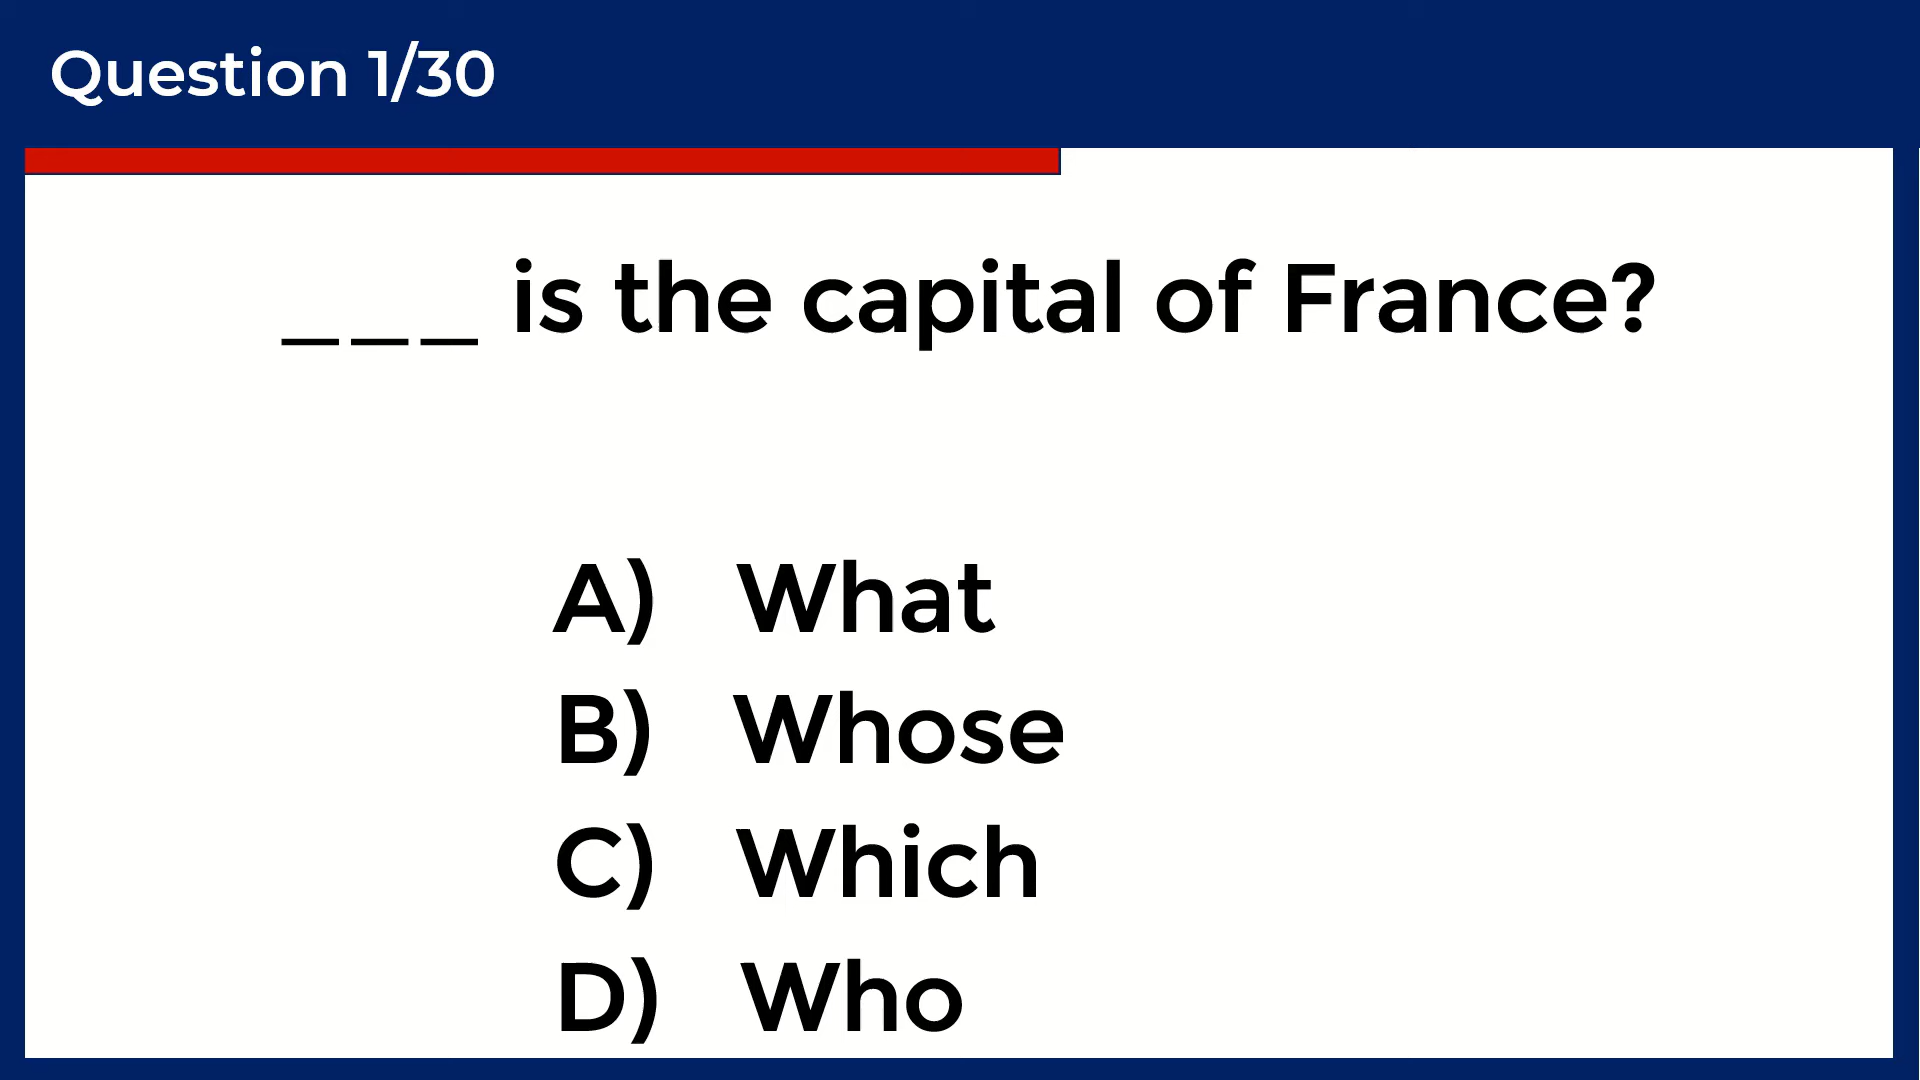 Question 1/30
___ is the capital of France?
A) What
B) Whose
C) Which
D) Who